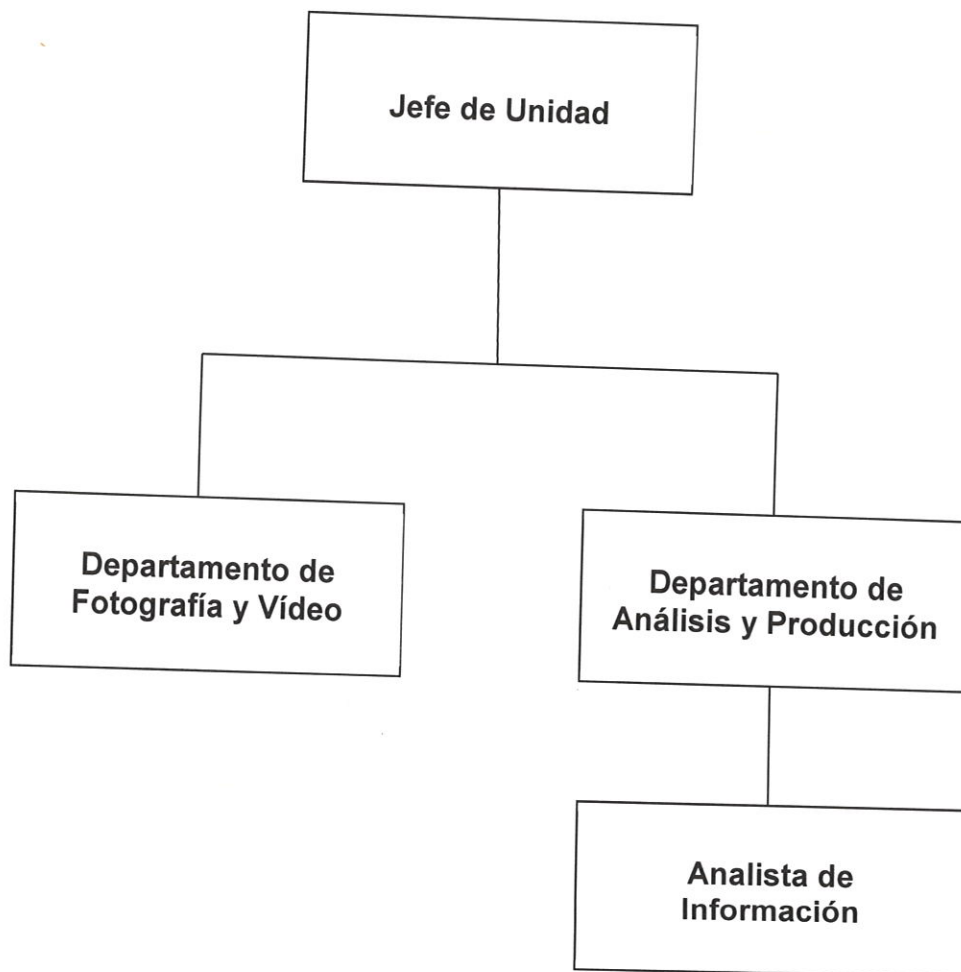 Jefe de Unidad
Departamento de
Fotografía y Vídeo
Departamento de
Análisis y Producción
Analista de
Información